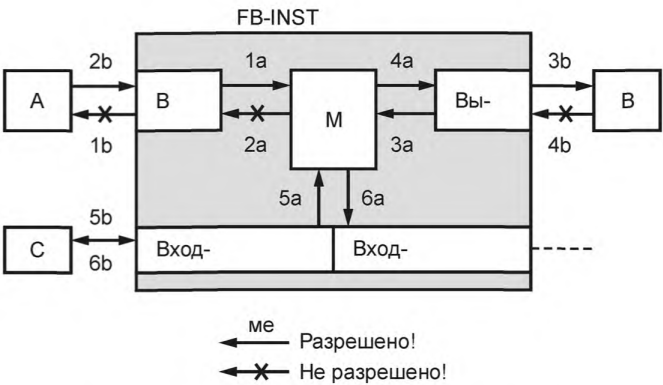 FB-INST
2b 1a 4a 3b
A B M Вы- B
1b 2a 3a 4b
5a 6a
5b
C Вход- Вход-
6b
ме
Разрешено!
Не разрешено!